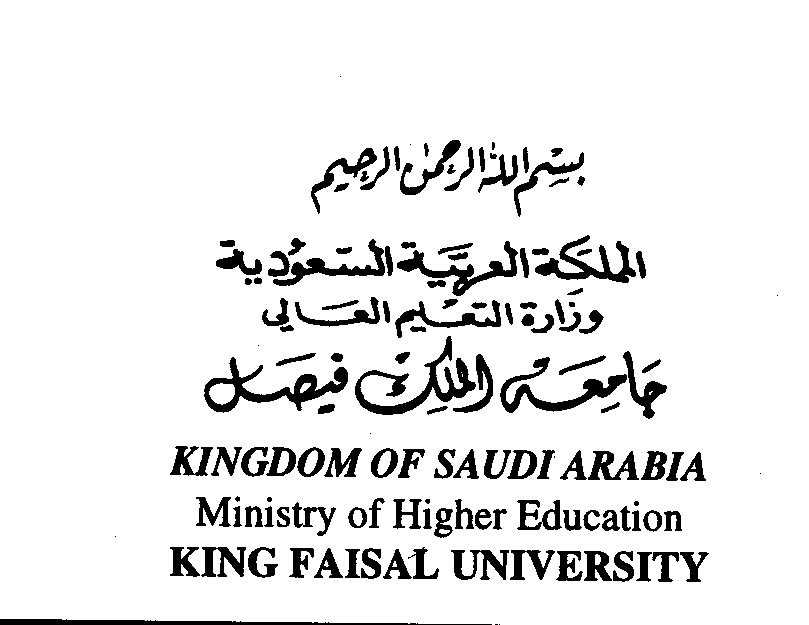 بسم الله الرحمن الرحيم
المملكة العربية السعودية
وزارة التعليم العالي
جامعة الملك فيصل
KINGDOM OF SAUDI ARABIA
Ministry of Higher Education
KING FAISAL UNIVERSITY